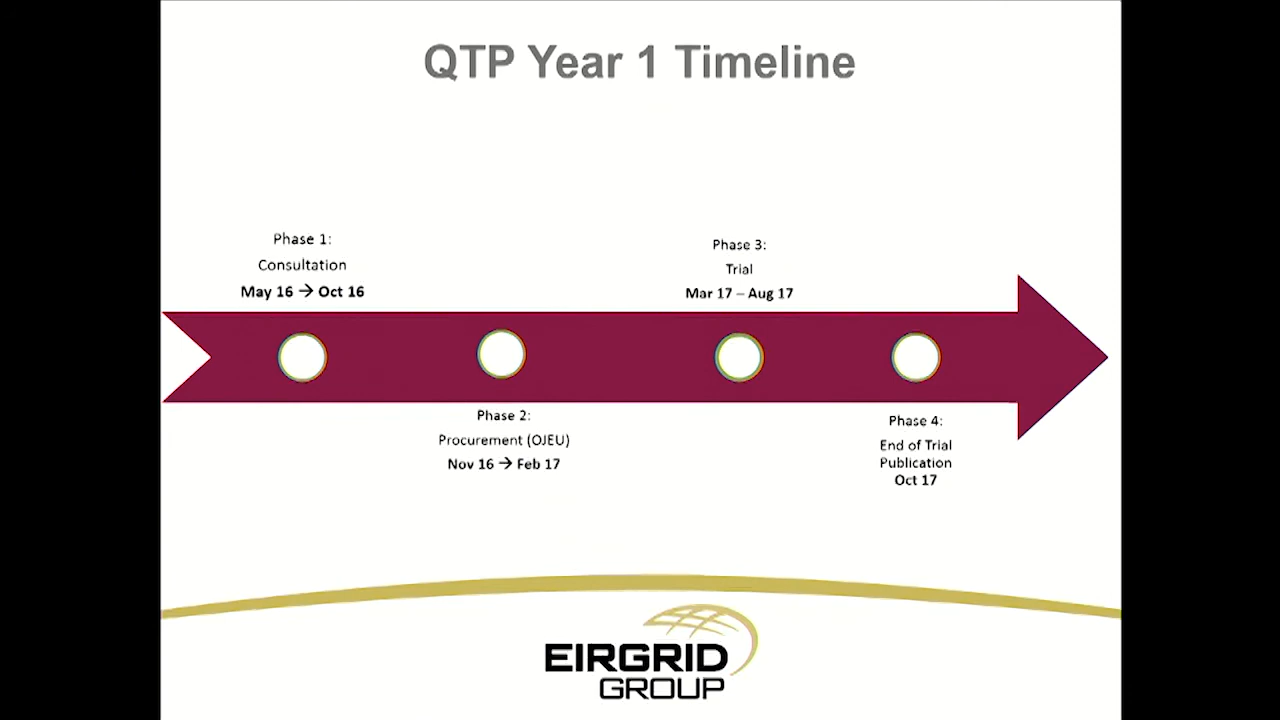 QTP Year 1 Timeline
Phase 1:
Consultation
May 16 → Oct 16
Phase 2:
Procurement (OJEU)
Nov 16 → Feb 17
Phase 3:
Trial
Mar 17 – Aug 17
Phase 4:
End of Trial
Publication
Oct 17
EIRGRID
GROUP